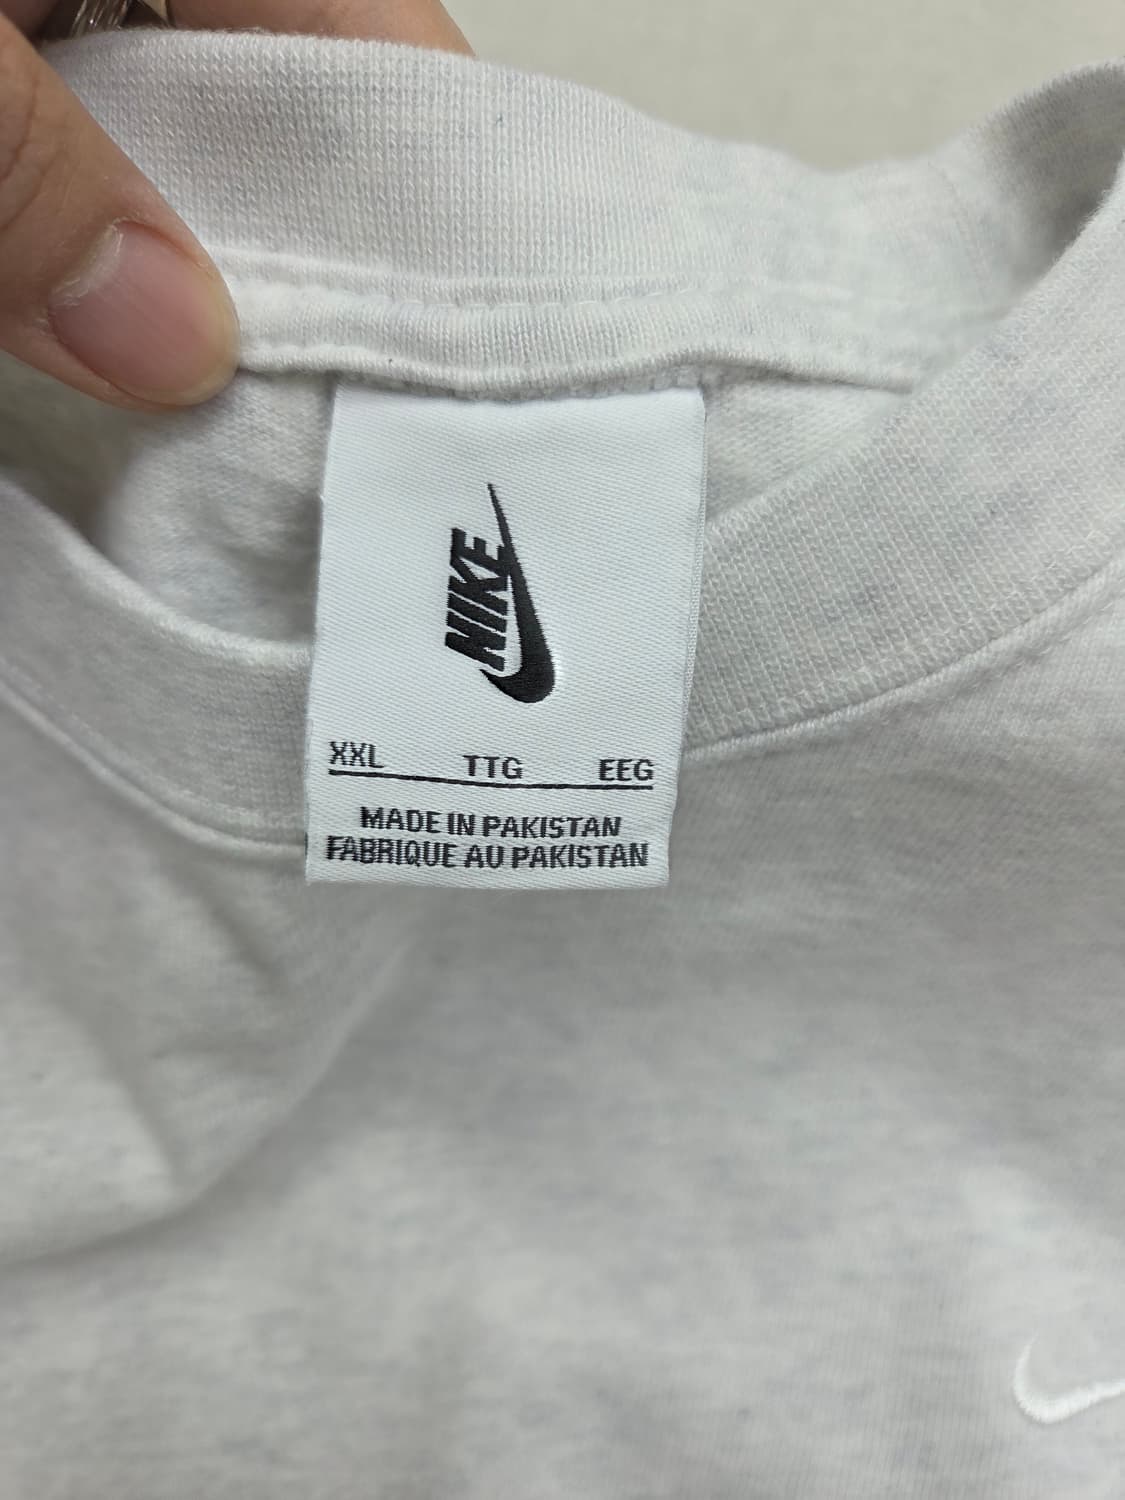 NIKE
XXL TTG EEG
MADE IN PAKISTAN
FABRIQUE AU PAKISTAN